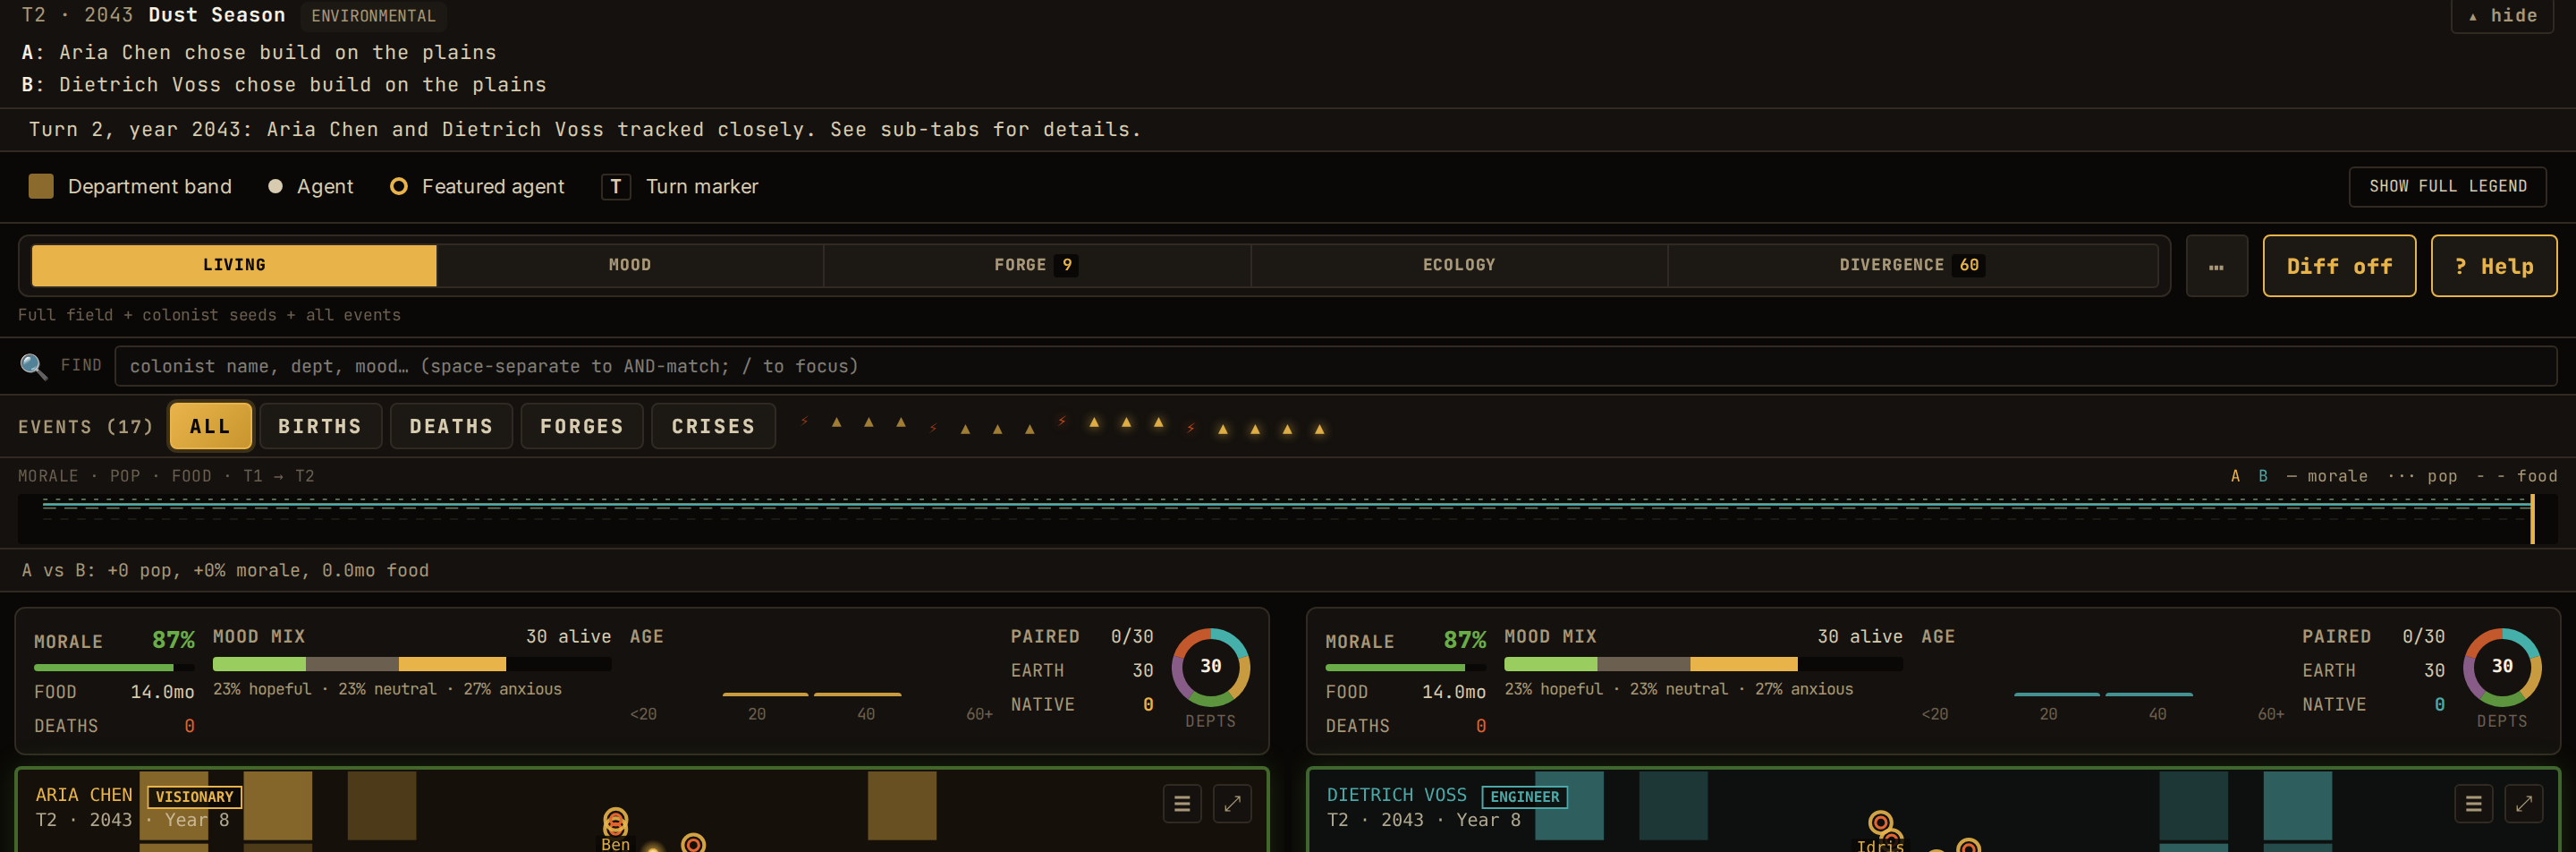 T2 · 2043 Dust Season ENVIRONMENTAL
▴ hide
A: Aria Chen chose build on the plains
B: Dietrich Voss chose build on the plains
Turn 2, year 2043: Aria Chen and Dietrich Voss tracked closely. See sub-tabs for details.
Department band Agent Featured agent T Turn marker SHOW FULL LEGEND
LIVING MOOD FORGE 9 ECOLOGY DIVERGENCE 60 … Diff off ? Help
Full field + colonist seeds + all events
FIND colonist name, dept, mood… (space-separate to AND-match; / to focus)
EVENTS (17) ALL BIRTHS DEATHS FORGES CRISES
MORALE · POP · FOOD · T1 → T2 A B — morale ··· pop - - food
A vs B: +0 pop, +0% morale, 0.0mo food
MORALE 87% MOOD MIX 30 alive AGE PAIRED 0/30
FOOD 14.0mo 23% hopeful · 23% neutral · 27% anxious EARTH 30 30
DEATHS 0 <20 20 40 60+ NATIVE 0 DEPTS
MORALE 87% MOOD MIX 30 alive AGE PAIRED 0/30
FOOD 14.0mo 23% hopeful · 23% neutral · 27% anxious EARTH 30 30
DEATHS 0 <20 20 40 60+ NATIVE 0 DEPTS
ARIA CHEN VISIONARY
T2 · 2043 · Year 8
Ben
DIETRICH VOSS ENGINEER
T2 · 2043 · Year 8
Idris